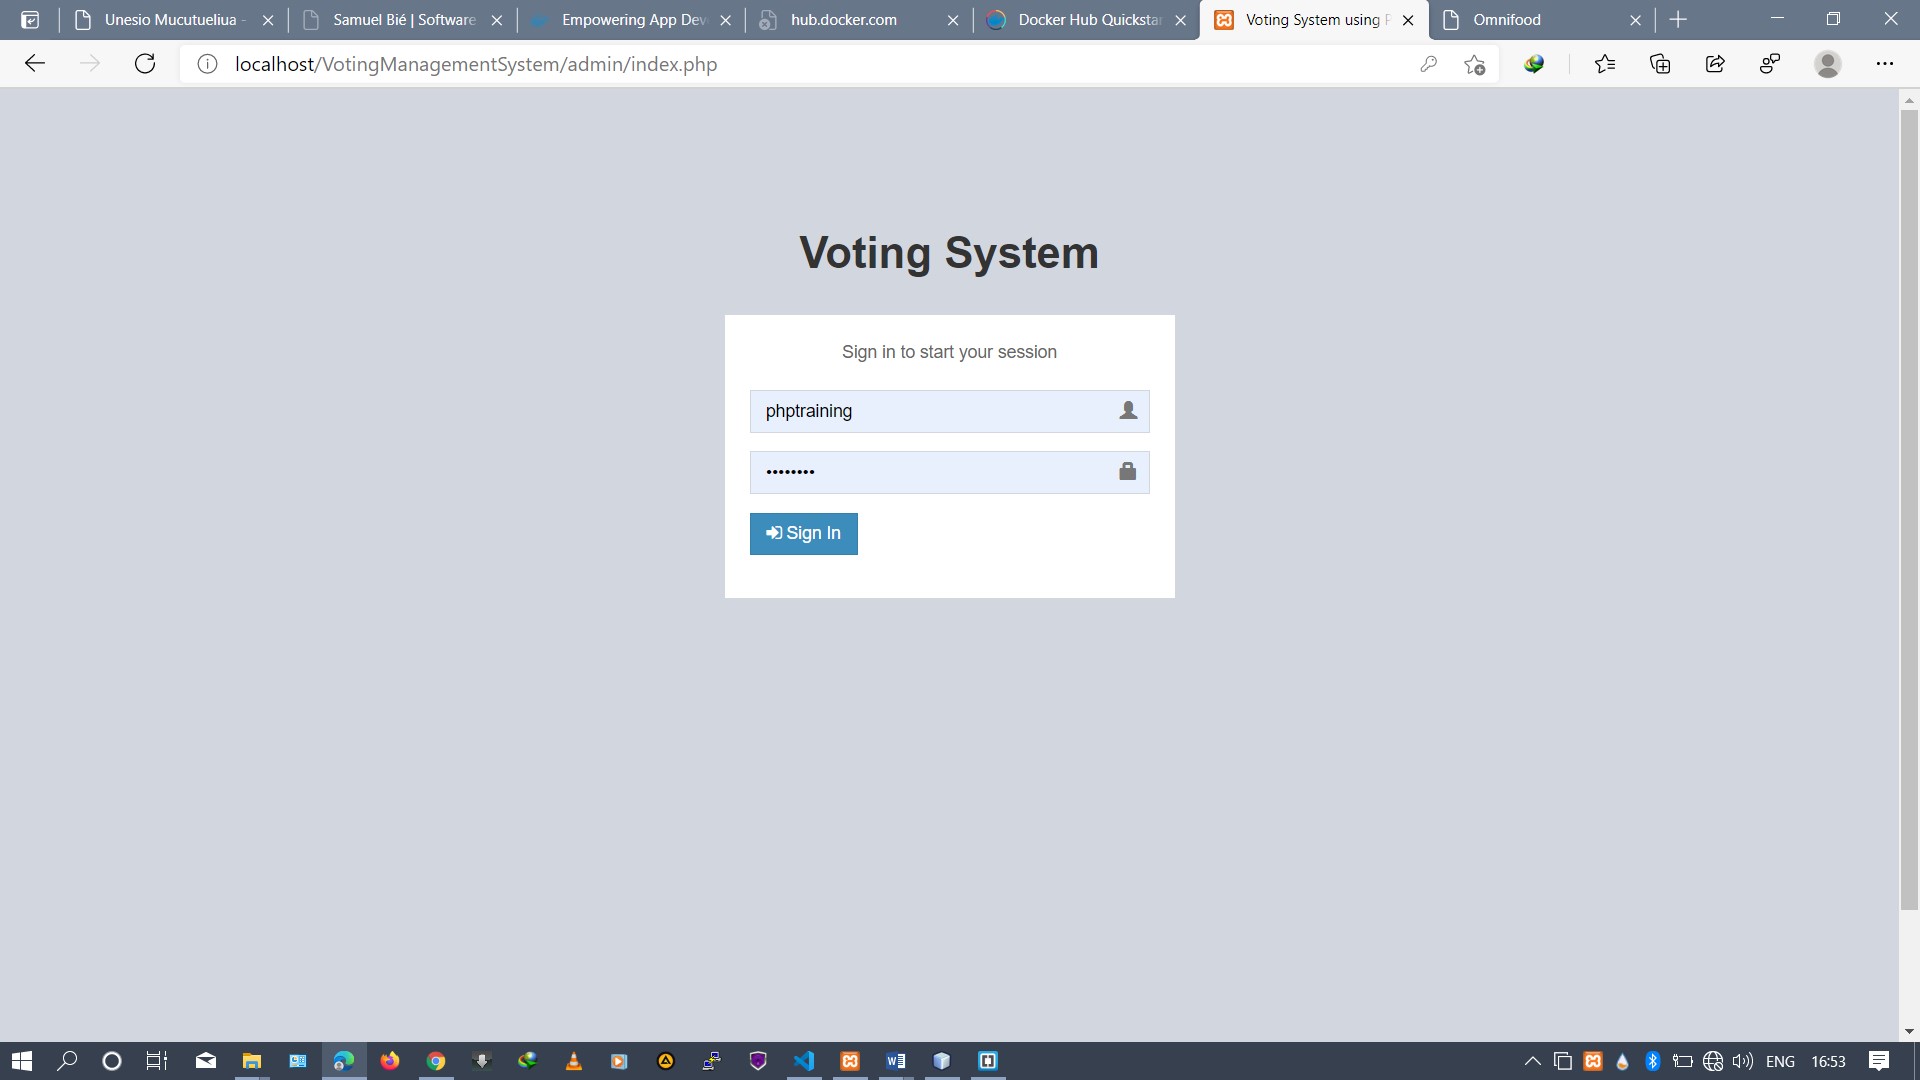 Unesio Mucutueliua -
Samuel Bié | Software
Empowering App Dev
hub.docker.com
Docker Hub Quickstar
Voting System using P
Omnifood
localhost/VotingManagementSystem/admin/index.php
Voting System
Sign in to start your session
phptraining
••••••••
Sign In
ENG
16:53